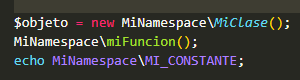 $objeto = new MiNamespace\MiClase();
MiNamespace\miFuncion();
echo MiNamespace\MI_CONSTANTE;